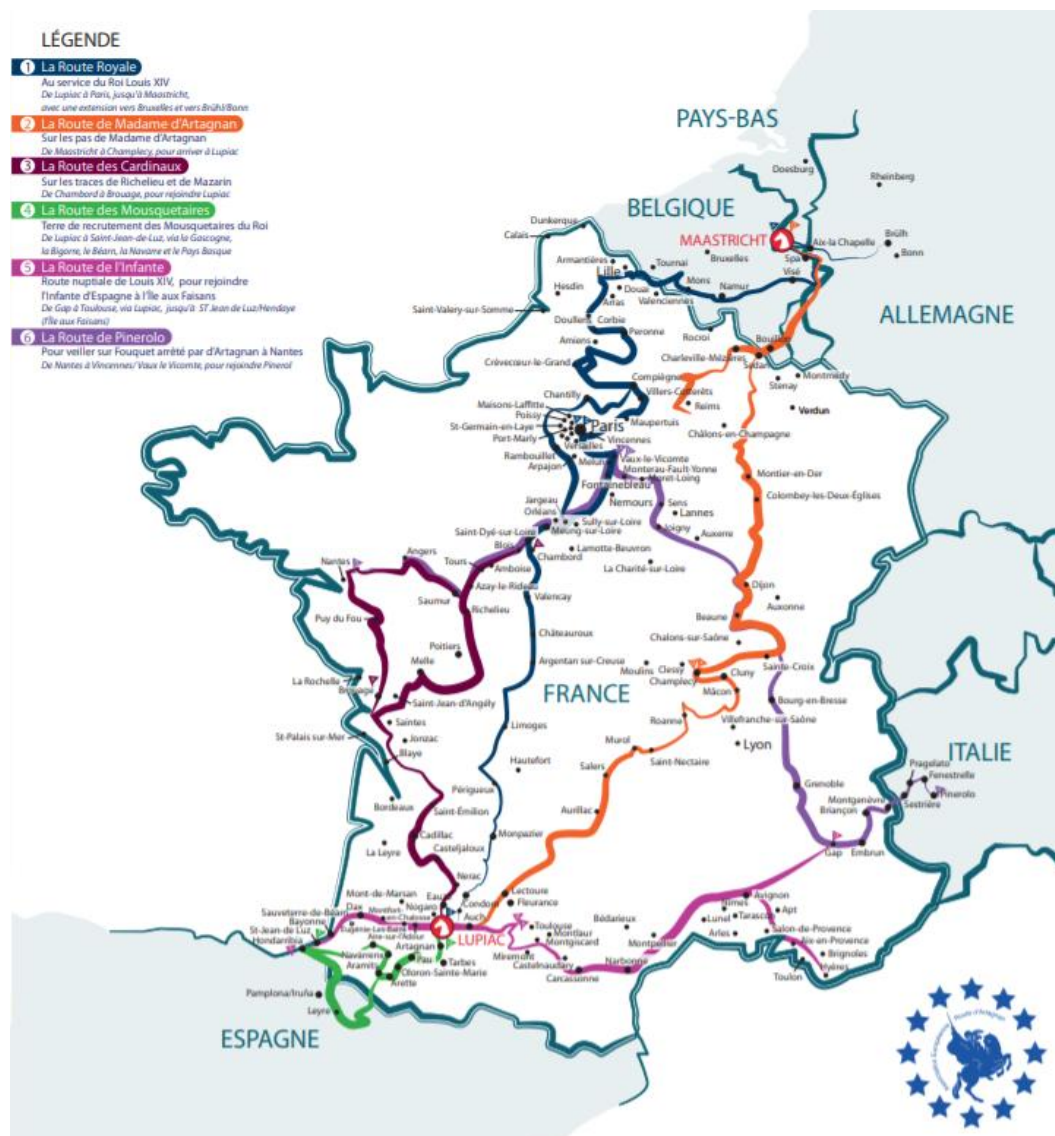 LÉGENDE
1 La Route Royale
Au service du Roi Louis XIV
De Lupiac à Paris, jusqu'à Maastricht,
avec une extension vers Bruxelles et vers Brühl/Bonn
2 La Route de Madame d'Artagnan
Sur les pas de Madame d'Artagnan
De Maastricht à Champlecy, pour arriver à Lupiac
3 La Route des Cardinaux
Sur les traces de Richelieu et de Mazarin
De Chambord à Brouage, pour rejoindre Lupiac
4 La Route des Mousquetaires
Terre de recrutement des Mousquetaires du Roi
De Lupiac à Saint-Jean-de-Luz, via la Gascogne,
la Bigorre, le Béarn, la Navarre et le Pays Basque
5 La Route de l'Infante
Route nuptiale de Louis XIV, pour rejoindre
l'Infante d'Espagne à l'Île aux Faisans
De Gap à Toulouse, via Lupiac, jusqu'à ST Jean de Luz/Hendaye
(l'Île aux Faisans)
6 La Route de Pinerolo
Pour veiller sur Fouquet arrêté par d'Artagnan à Nantes
De Nantes à Vincennes/ Vaux le Vicomte, pour rejoindre Pinerol
PAYS-BAS
Doesburg
Rheinberg
BELGIQUE
Dunkerque
Calais
MAASTRICHT
Aix-la Chapelle
Brülh
Bonn
Bruxelles
Spa
Visé
Armantières
Lille
Tournai
Mons
Namur
Hesdin
Douai
Arras
Valenciennes
ALLEMAGNE
Saint-Valery-sur-Somme
Doullens
Corbie
Peronne
Rocroi
Bouillon
Amiens
Charleville-Mézières
Sedan
Crèvecœur-le-Grand
Compiègne
Stenay
Montmédy
Chantilly
Villers-Cotterêts
Reims
Verdun
Maisons-Laffitte
Poissy
St-Germain-en-Laye
Port-Marly
Paris
Maupertuis
Vincennes
Versailles
Châlons-en-Champagne
Rambouillet
Arpajon
Melun
Vaux-le-Vicomte
Monterau-Fault-Yonne
Moret-Loing
Fontainebleau
Montier-en-Der
Colombey-les-Deux-Églises
Nemours
Sens
Lannes
Jargeau
Orléans
Sully-sur-Loire
Meung-sur-Loire
Joigny
Auxerre
Saint-Dyé-sur-Loire
Blois
Lamotte-Beuvron
Chambord
La Charité-sur-Loire
Nantes
Angers
Tours
Amboise
Azay-le-Rideau
Valencay
Dijon
Auxonne
Saumur
Richelieu
Beaune
Puy du Fou
Châteauroux
Chalons-sur-Saône
Poitiers
Melle
Argentan sur-Creuse
Moulins
Clessy
Champlecy
Cluny
Sainte-Croix
La Rochelle
Brouage
FRANCE
Mâcon
Bourg-en-Bresse
Saint-Jean-d'Angély
Saintes
Roanne
Villefranche-sur-Saône
St-Palais sur-Mer
Jonzac
Limoges
Murol
Lyon
Blaye
Saint-Nectaire
ITALIE
Hautefort
Salers
Pragelato
Fenestrelle
Périgueux
Grenoble
Montgenèvre
Pinerolo
Bordeaux
Saint-Émilion
Aurillac
Briançon
Sestrière
Cadillac
Monpazier
La Leyre
Casteljaloux
Gap
Embrun
Nerac
Mont-de-Marsan
Eauze
Condom
Lectoure
Fleurance
Avignon
Nîmes
Apt
Dax
Nogaro
Auch
Sauveterre-de-Béarn
Bayonne
Toulouse
Bédarieux
Lunel
Tarascon
Arles
Salon-de-Provence
St-Jean de Luz
Hondarribia
LUPIAC
Montlaur
Montgiscard
Montpellier
Aix-en-Provence
Brignoles
Aire-sur-l'Adour
Artagnan
Navarrenx
Pau
Miremont
Castelnaudary
Narbonne
Hyères
Toulon
Aramits
Tarbes
Oloron-Sainte-Marie
Arette
Carcassonne
Pamplona/Iruña
Leyre
ESPAGNE
Route d'Artagnan